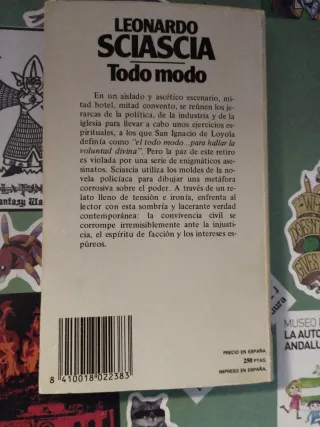 LEONARDO
SCIASCIA
Todo modo
En un aislado y ascético escenario, mi-
tad hotel, mitad convento, se reúnen los je-
rarcas de la política, de la industria y de la
iglesia para llevar a cabo unos ejercicios es-
pirituales, a los que San Ignacio de Loyola
definía como "el todo modo...para hallar la
voluntad divina". Pero la paz de este retiro
es violada por una serie de enigmáticos ase-
sinatos. Sciascia utiliza los moldes de la no-
vela policíaca para dibujar una metáfora
corrosiva sobre el poder. A través de un re-
lato lleno de tensión e ironía, enfrenta al
lector con esta sombría y lacerante verdad
contemporánea: la convivencia civil se
corrompe irremisiblemente ante la injusti-
cia, el espíritu de facción y los intereses es-
púreos.
PRECIO EN ESPAÑA
250 PTAS.
IMPRESO EN ESPAÑA.
8 410018 022383
MUSEO
LA AUTO
ANDALU